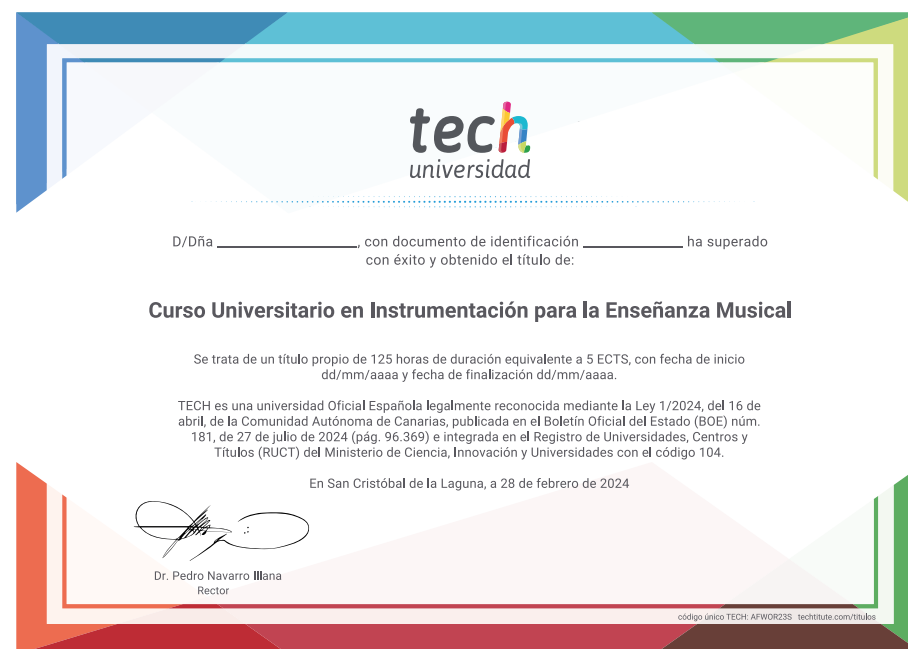 tech
universidad
D/Dña ____________________, con documento de identificación ______________ ha superado
con éxito y obtenido el título de:
Curso Universitario en Instrumentación para la Enseñanza Musical
Se trata de un título propio de 125 horas de duración equivalente a 5 ECTS, con fecha de inicio
dd/mm/aaaa y fecha de finalización dd/mm/aaaa.
TECH es una universidad Oficial Española legalmente reconocida mediante la Ley 1/2024, del 16 de
abril, de la Comunidad Autónoma de Canarias, publicada en el Boletín Oficial del Estado (BOE) núm.
181, de 27 de julio de 2024 (pág. 96.369) e integrada en el Registro de Universidades, Centros y
Títulos (RUCT) del Ministerio de Ciencia, Innovación y Universidades con el código 104.
En San Cristóbal de la Laguna, a 28 de febrero de 2024
Dr. Pedro Navarro Illana
Rector
código único TECH: AFWOR23S techtitute.com/titulos